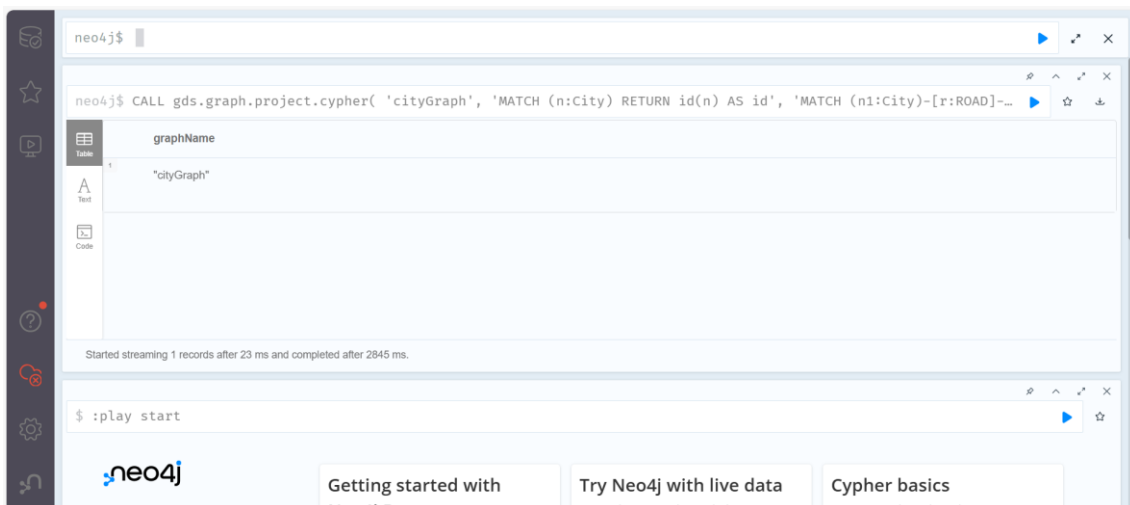 neo4j$
neo4j$ CALL gds.graph.project.cypher( 'cityGraph', 'MATCH (n:City) RETURN id(n) AS id', 'MATCH (n1:City)-[r:ROAD]-…
Table
graphName
1
"cityGraph"
A
Text
Code
Started streaming 1 records after 23 ms and completed after 2845 ms.
$ :play start
neo4j
Getting started with
Try Neo4j with live data
Cypher basics